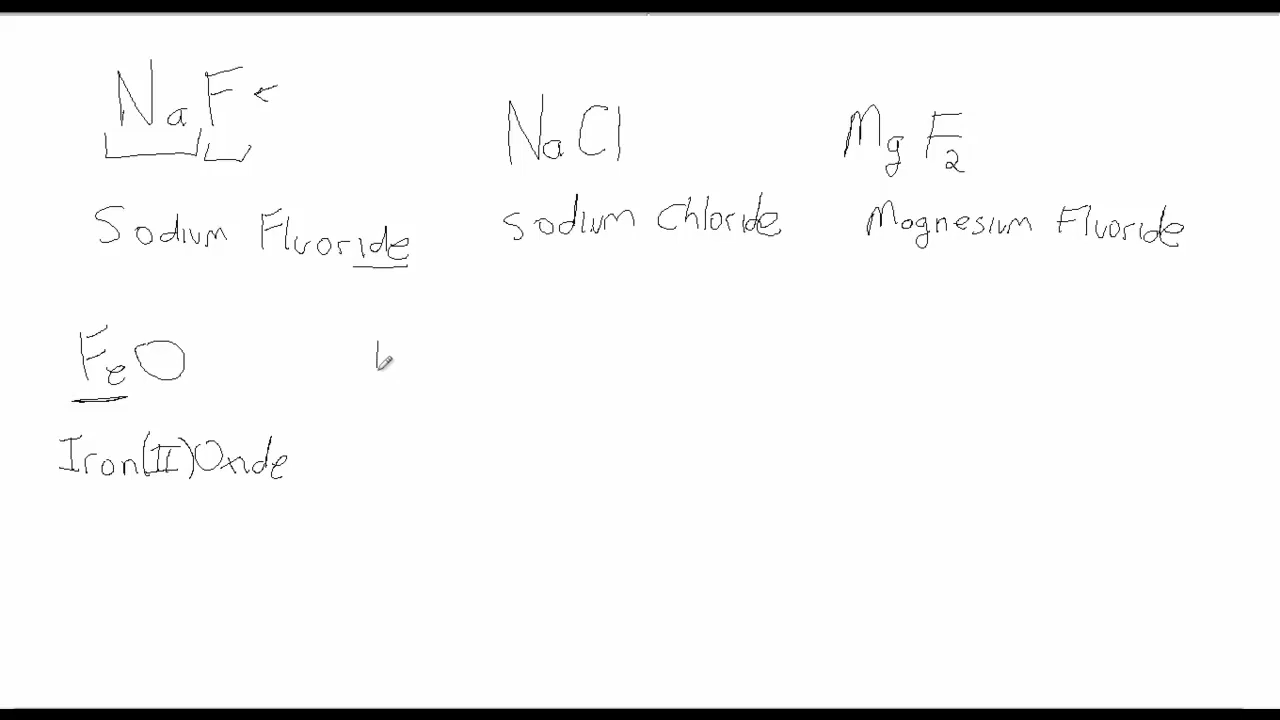 NaF NaCl MgF₂
Sodium Fluoride Sodium Chloride Magnesium Fluoride
FeO
Iron(II)Oxide